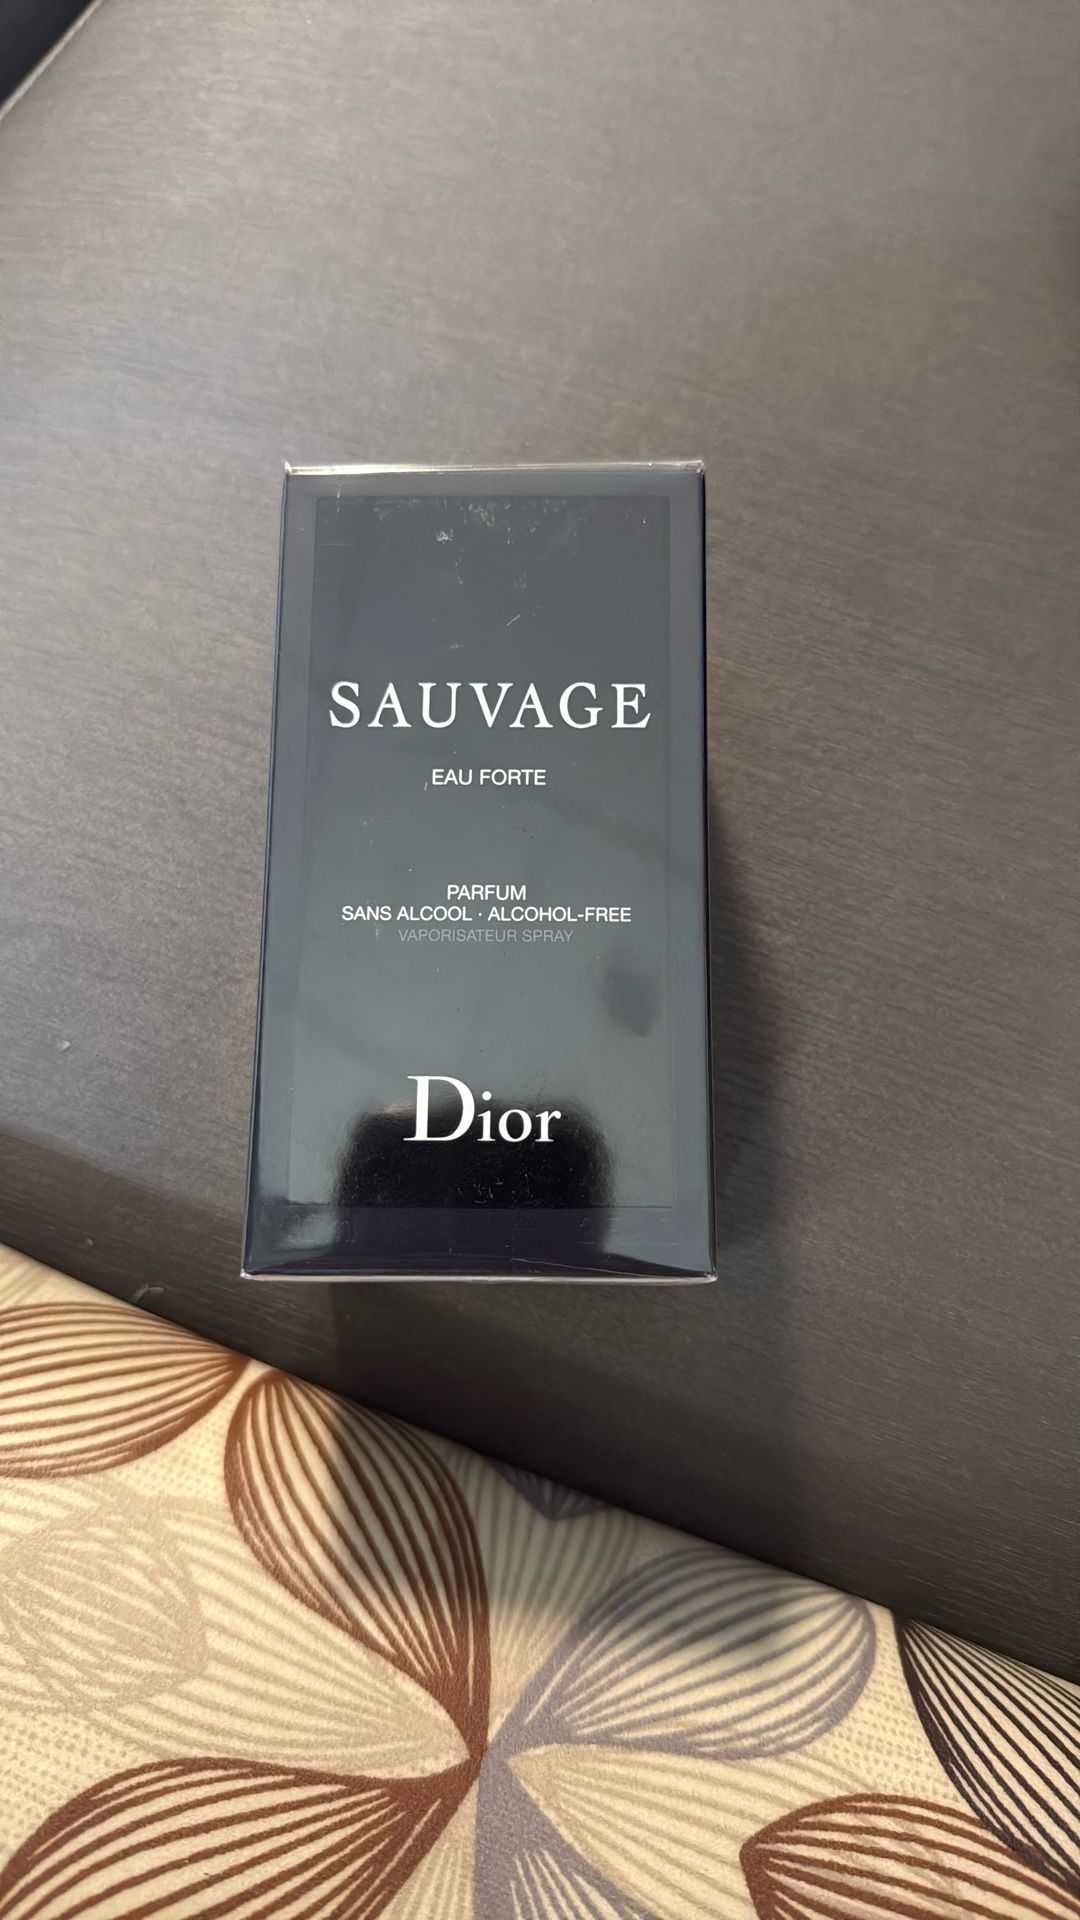 SAUVAGE
EAU FORTE
PARFUM
SANS ALCOOL · ALCOHOL-FREE
VAPORISATEUR SPRAY
Dior